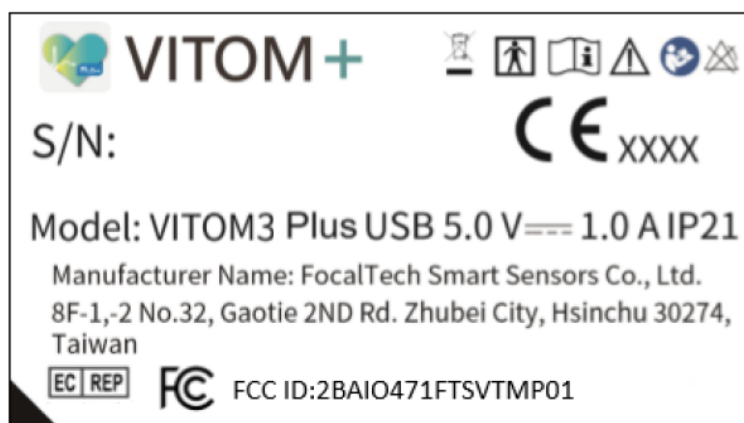 VITOM+
S/N:
CE XXXX
Model: VITOM3 Plus USB 5.0 V⎓ 1.0 A IP21
Manufacturer Name: FocalTech Smart Sensors Co., Ltd.
8F-1,-2 No.32, Gaotie 2ND Rd. Zhubei City, Hsinchu 30274,
Taiwan
EC REP FC FCC ID:2BAIO471FTSVTMP01